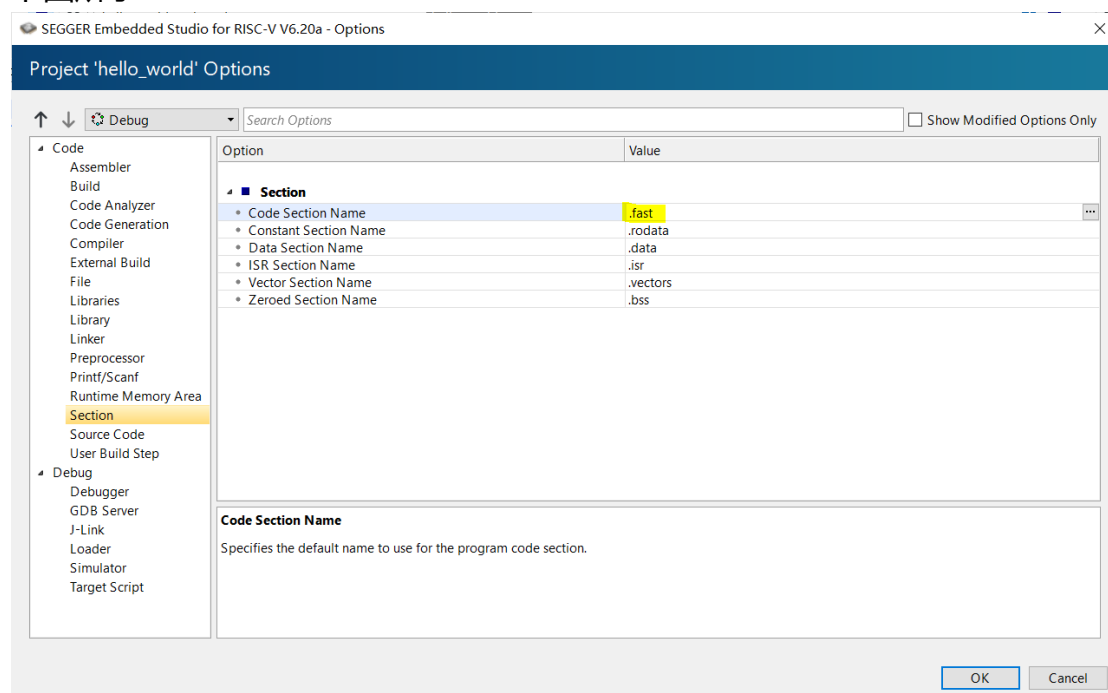 SEGGER Embedded Studio for RISC-V V6.20a - Options
Project 'hello_world' Options
Debug
Search Options
Show Modified Options Only
Code
Assembler
Build
Code Analyzer
Code Generation
Compiler
External Build
File
Libraries
Library
Linker
Preprocessor
Printf/Scanf
Runtime Memory Area
Section
Source Code
User Build Step
Debug
Debugger
GDB Server
J-Link
Loader
Simulator
Target Script
Option Value
Section
Code Section Name .fast ...
Constant Section Name .rodata
Data Section Name .data
ISR Section Name .isr
Vector Section Name .vectors
Zeroed Section Name .bss
Code Section Name
Specifies the default name to use for the program code section.
OK Cancel